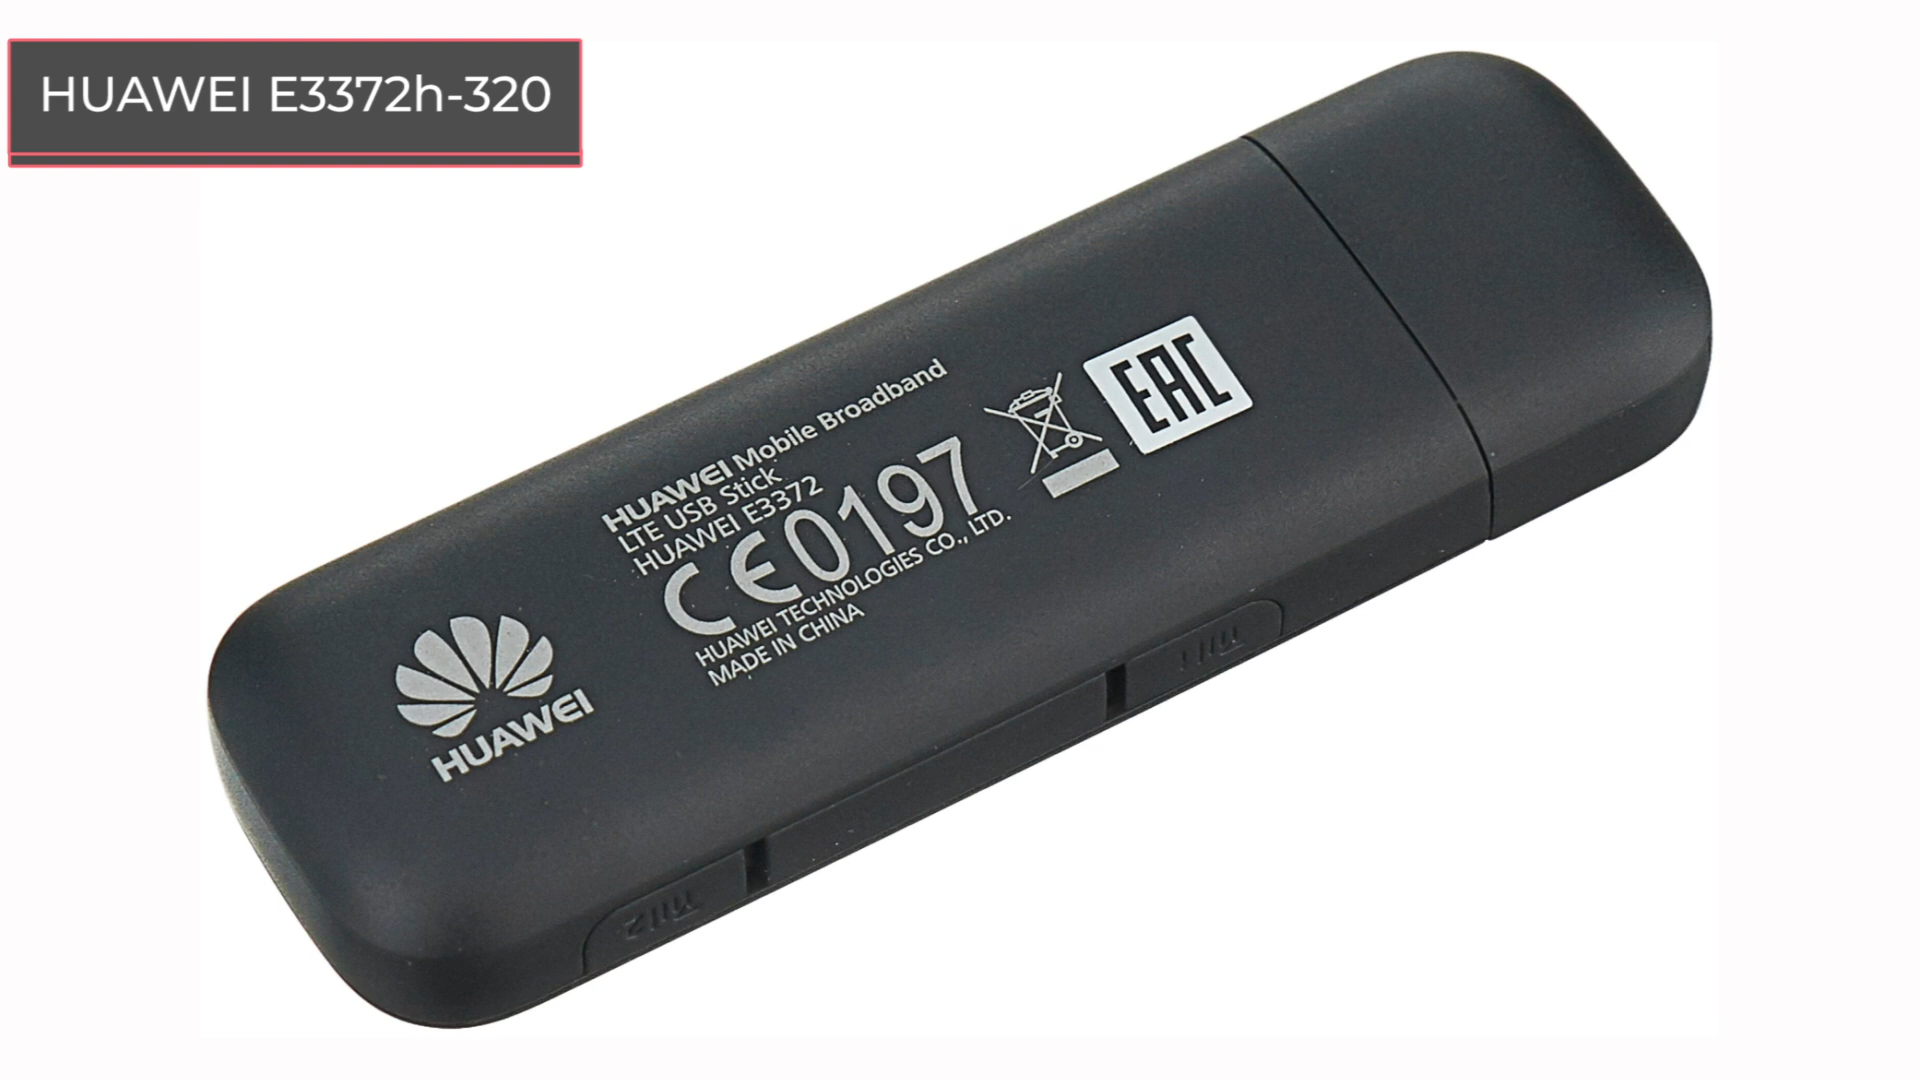 HUAWEI E3372h-320
HUAWEI Mobile Broadband
LTE USB Stick
HUAWEI E3372
CE0197
HUAWEI TECHNOLOGIES CO., LTD.
MADE IN CHINA
EAC
HUAWEI